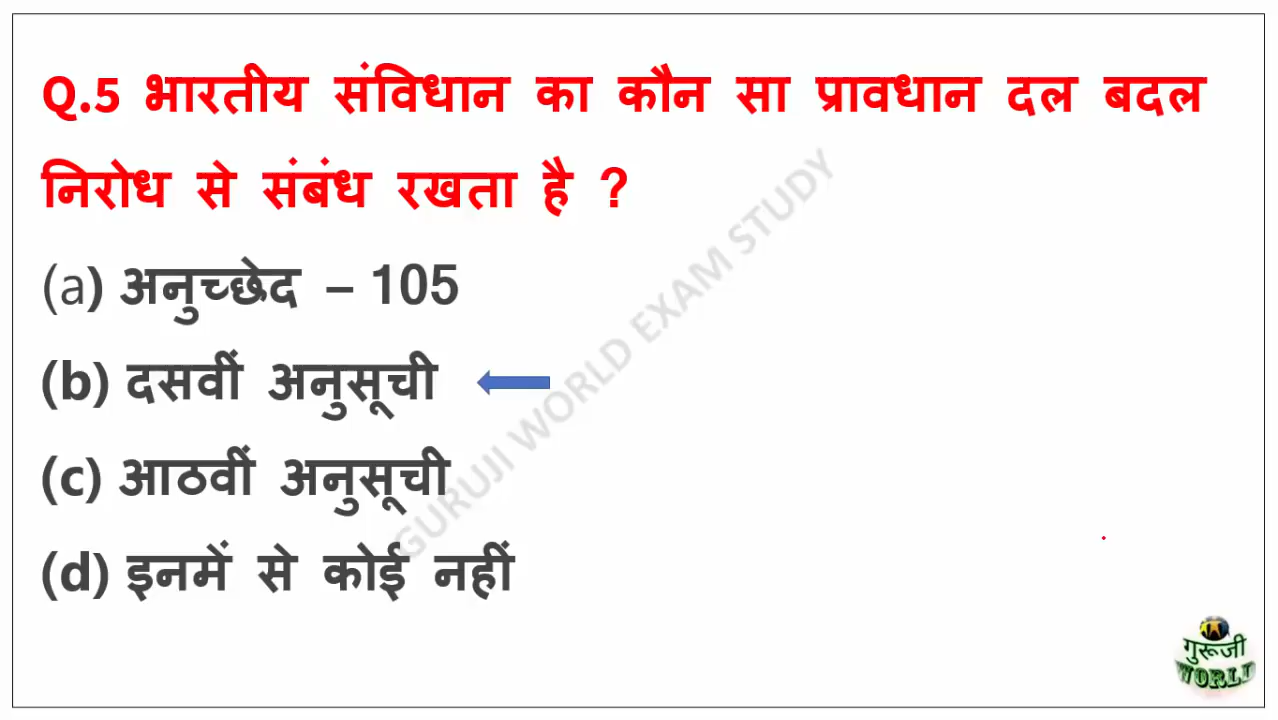 Q.5 भारतीय संविधान का कौन सा प्रावधान दल बदल
निरोध से संबंध रखता है ?
(a) अनुच्छेद – 105
(b) दसवीं अनुसूची
(c) आठवीं अनुसूची
(d) इनमें से कोई नहीं
GURUJI WORLD EXAM STUDY
गुरूजी
WORLD